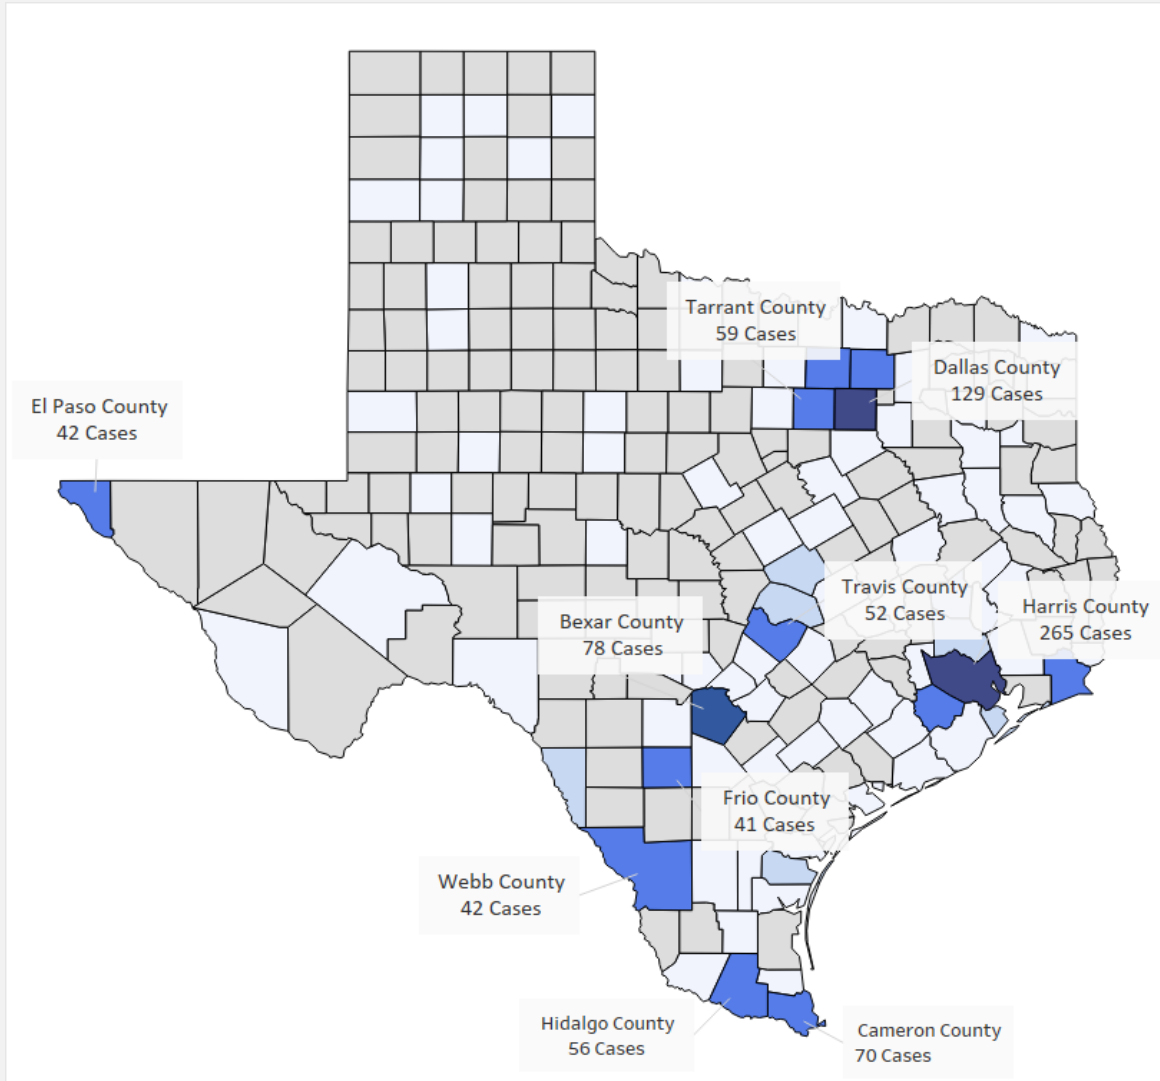 Tarrant County
59 Cases
Dallas County
129 Cases
El Paso County
42 Cases
Travis County
52 Cases
Harris County
265 Cases
Bexar County
78 Cases
Frio County
41 Cases
Webb County
42 Cases
Hidalgo County
56 Cases
Cameron County
70 Cases